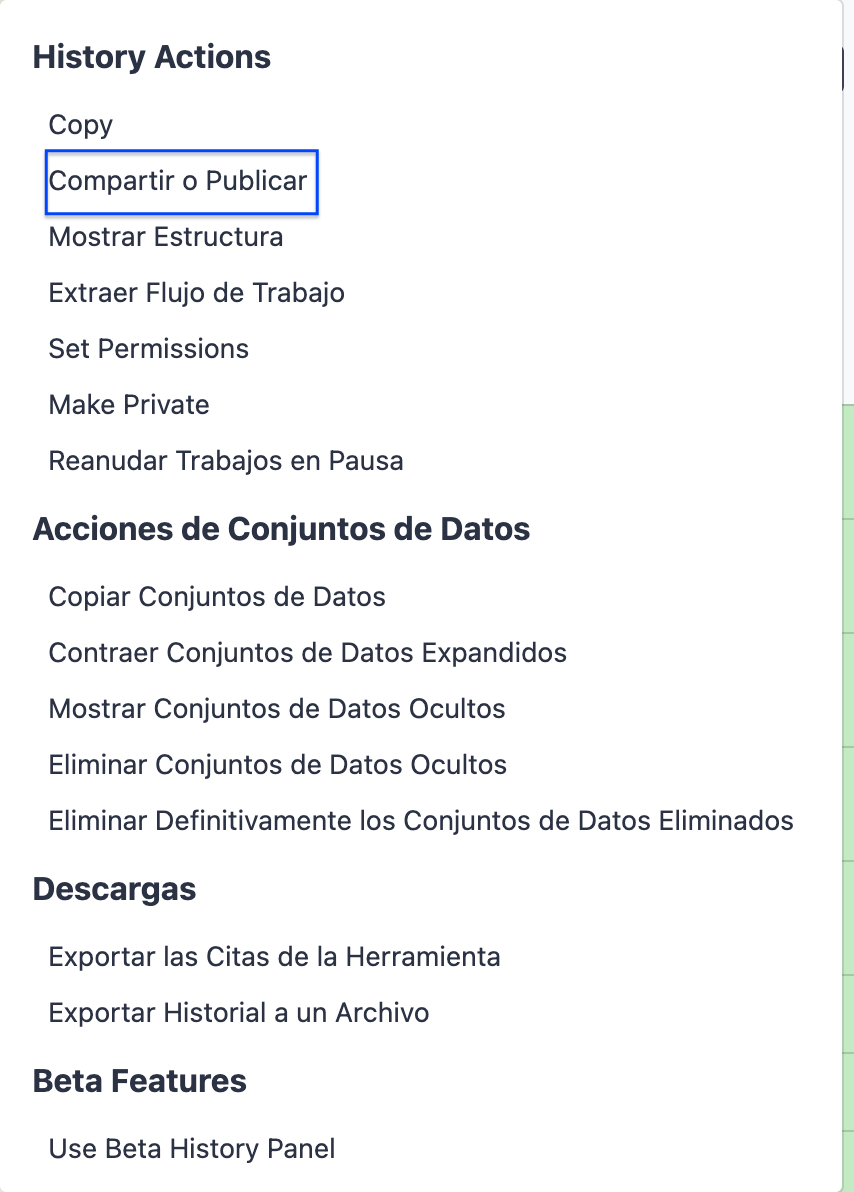 History Actions
Copy
Compartir o Publicar
Mostrar Estructura
Extraer Flujo de Trabajo
Set Permissions
Make Private
Reanudar Trabajos en Pausa
Acciones de Conjuntos de Datos
Copiar Conjuntos de Datos
Contraer Conjuntos de Datos Expandidos
Mostrar Conjuntos de Datos Ocultos
Eliminar Conjuntos de Datos Ocultos
Eliminar Definitivamente los Conjuntos de Datos Eliminados
Descargas
Exportar las Citas de la Herramienta
Exportar Historial a un Archivo
Beta Features
Use Beta History Panel